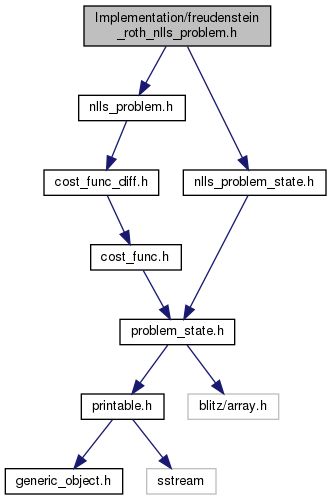 Implementation/freudenstein
_roth_nlls_problem.h
nlls_problem.h
cost_func_diff.h
nlls_problem_state.h
cost_func.h
problem_state.h
printable.h
blitz/array.h
generic_object.h
sstream